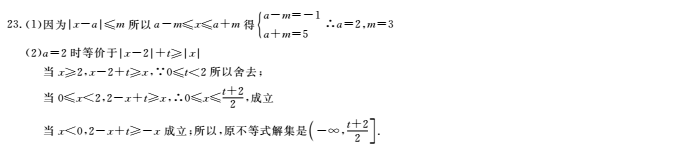 23.(1)因为|x-a|≤m 所以 a-m≤x≤a+m 得{a-m=-1 a+m=5 ∴a=2,m=3
(2)a=2 时等价于|x-2|+t≥|x|
当 x≥2,x-2+t≥x,∵0≤t<2 所以舍去;
当 0≤x<2,2-x+t≥x,∴0≤x≤(t+2)/2,成立
当 x<0,2-x+t≥-x 成立;所以,原不等式解集是(-∞,(t+2)/2].